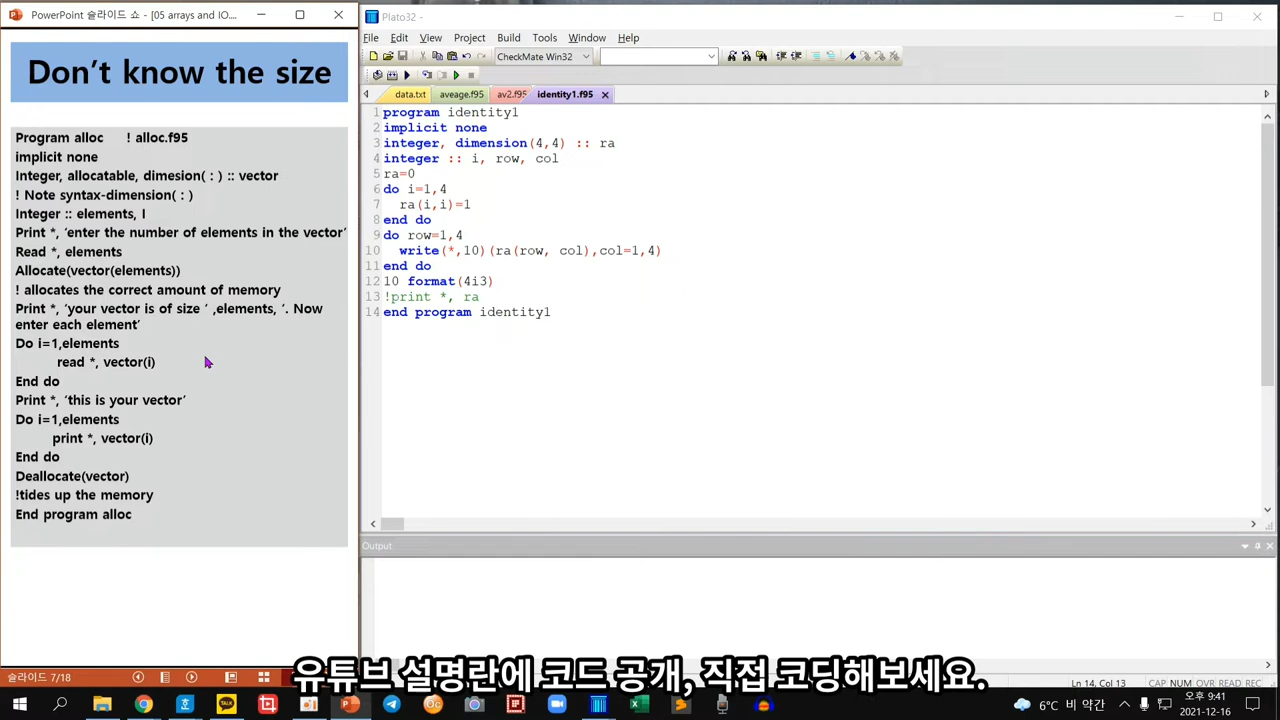 PowerPoint 슬라이드 쇼 - [05 arrays and IO....
Don't know the size
Program alloc ! alloc.f95
implicit none
Integer, allocatable, dimesion( : ) :: vector
! Note syntax-dimension( : )
Integer :: elements, I
Print *, ‘enter the number of elements in the vector’
Read *, elements
Allocate(vector(elements))
! allocates the correct amount of memory
Print *, ‘your vector is of size ‘ ,elements, ‘. Now
enter each element’
Do i=1,elements
read *, vector(i)
End do
Print *, ‘this is your vector’
Do i=1,elements
print *, vector(i)
End do
Deallocate(vector)
!tides up the memory
End program alloc
슬라이드 7/18
Plato32 -
File Edit View Project Build Tools Window Help
CheckMate Win32
data.txt aveage.f95 av2.f95 identity1.f95
1 program identity1
2 implicit none
3 integer, dimension(4,4) :: ra
4 integer :: i, row, col
5 ra=0
6 do i=1,4
7 ra(i,i)=1
8 end do
9 do row=1,4
10 write(*,10)(ra(row, col),col=1,4)
11 end do
12 10 format(4i3)
13 !print *, ra
14 end program identity1
Output
유튜브 설명란에 코드 공개, 직접 코딩해보세요.
Ln 14, Col 13 CAP NUM OVR READ REC
TALK
6°C 비 약간
오후 9:41
2021-12-16